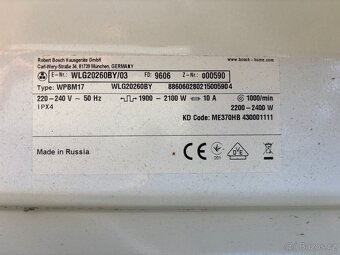 Robert Bosch Hausgeräte GmbH
Carl-Wery-Straße 34, 81739 München, GERMANY
www.bosch-home.com
E-Nr.: WLG20260BY/03 FD: 9606 Z-Nr.: 000590
Type: WPBM17 WLG20260BY 886060280215005904
220-240 V ~ 50 Hz 1900 - 2100 W 10 A 1000/min
IPX4 2200-2400 W
KD Code: ME370HB 430001111
Made in Russia
CE